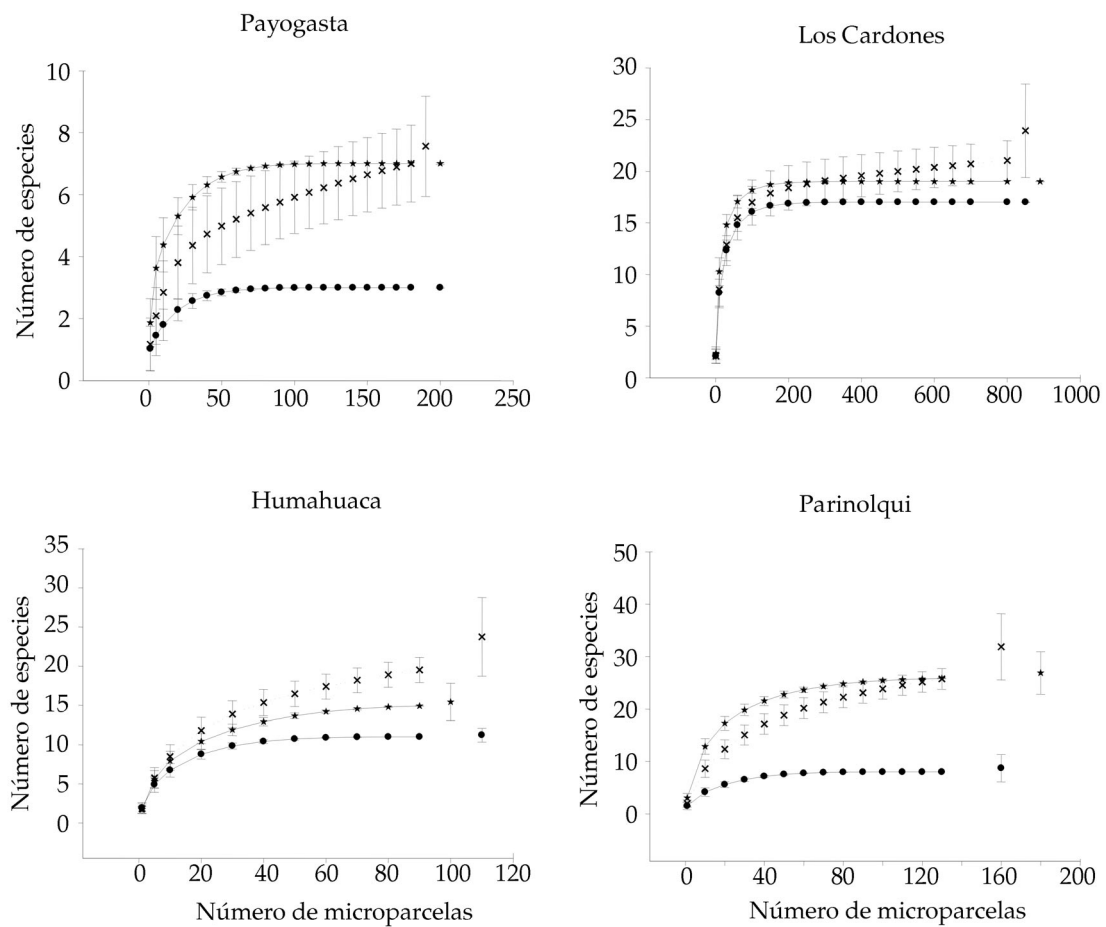 Payogasta
Número de especies
10
8
6
4
2
0
0 50 100 150 200 250
Los Cardones
30
25
20
15
10
5
0
0 200 400 600 800 1000
Humahuaca
Número de especies
35
30
25
20
15
10
5
0
0 20 40 60 80 100 120
Número de microparcelas
Parinolqui
Número de especies
50
40
30
20
10
0
0 40 80 120 160 200
Número de microparcelas